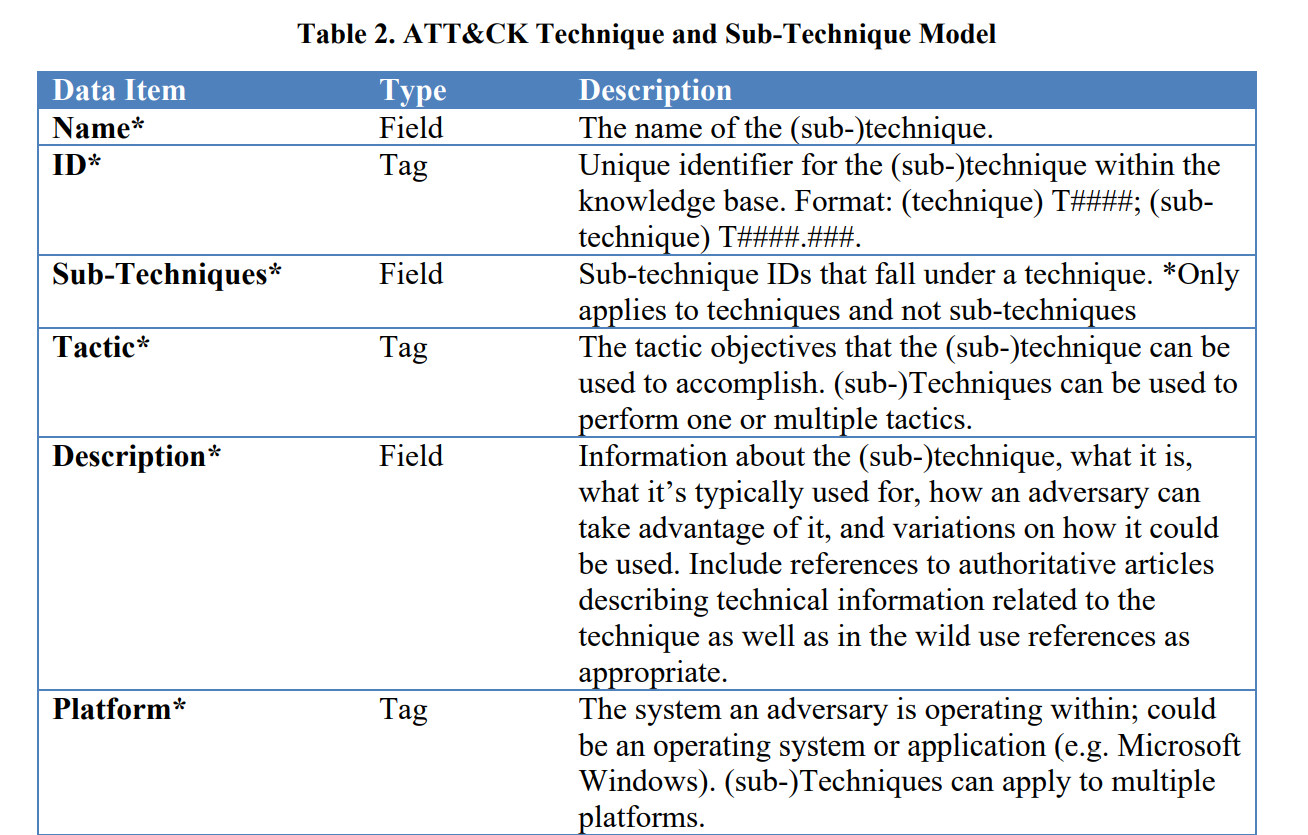 Table 2. ATT&CK Technique and Sub-Technique Model
Data Item Type Description
Name* Field The name of the (sub-)technique.
ID* Tag Unique identifier for the (sub-)technique within the
knowledge base. Format: (technique) T####; (sub-
technique) T####.###.
Sub-Techniques* Field Sub-technique IDs that fall under a technique. *Only
applies to techniques and not sub-techniques
Tactic* Tag The tactic objectives that the (sub-)technique can be
used to accomplish. (sub-)Techniques can be used to
perform one or multiple tactics.
Description* Field Information about the (sub-)technique, what it is,
what it’s typically used for, how an adversary can
take advantage of it, and variations on how it could
be used. Include references to authoritative articles
describing technical information related to the
technique as well as in the wild use references as
appropriate.
Platform* Tag The system an adversary is operating within; could
be an operating system or application (e.g. Microsoft
Windows). (sub-)Techniques can apply to multiple
platforms.